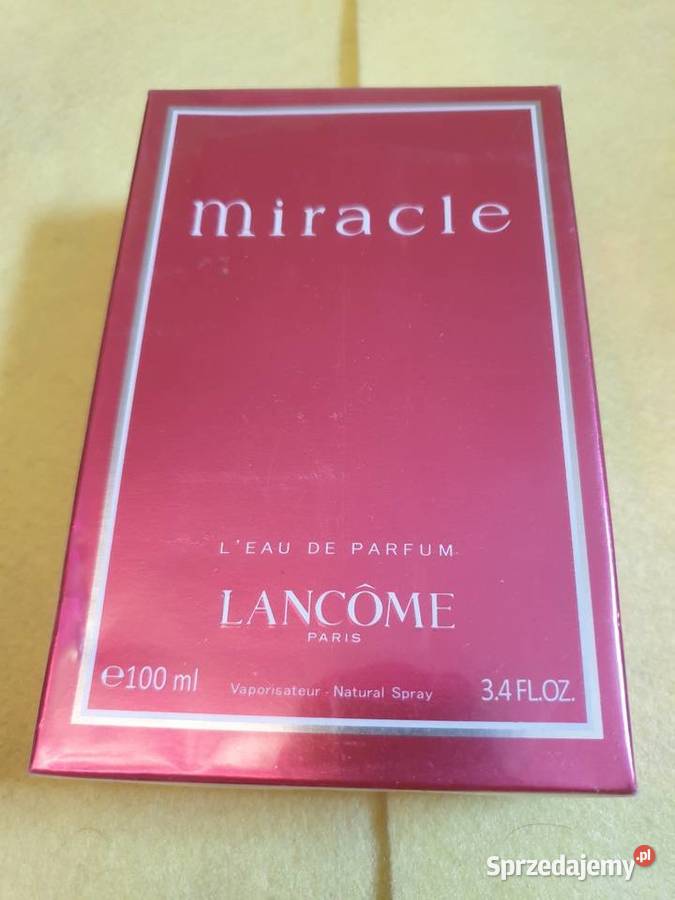 miracle
L'EAU DE PARFUM
LANCÔME
PARIS
℮100 ml Vaporisateur · Natural Spray 3.4 FL.OZ.
Sprzedajemy.pl